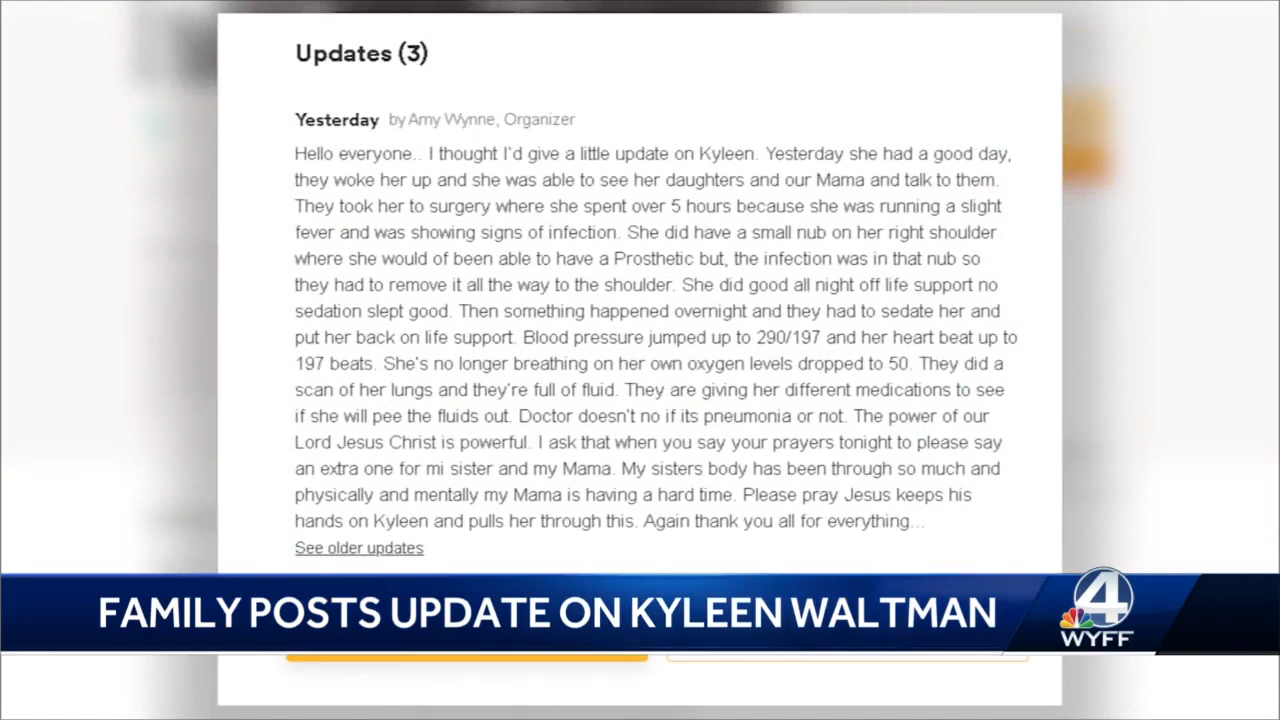 Updates (3)
Yesterday by Amy Wynne, Organizer
Hello everyone.. I thought I'd give a little update on Kyleen. Yesterday she had a good day,
they woke her up and she was able to see her daughters and our Mama and talk to them.
They took her to surgery where she spent over 5 hours because she was running a slight
fever and was showing signs of infection. She did have a small nub on her right shoulder
where she would of been able to have a Prosthetic but, the infection was in that nub so
they had to remove it all the way to the shoulder. She did good all night off life support no
sedation slept good. Then something happened overnight and they had to sedate her and
put her back on life support. Blood pressure jumped up to 290/197 and her heart beat up to
197 beats. She's no longer breathing on her own oxygen levels dropped to 50. They did a
scan of her lungs and they're full of fluid. They are giving her different medications to see
if she will pee the fluids out. Doctor doesn't no if its pneumonia or not. The power of our
Lord Jesus Christ is powerful. I ask that when you say your prayers tonight to please say
an extra one for mi sister and my Mama. My sisters body has been through so much and
physically and mentally my Mama is having a hard time. Please pray Jesus keeps his
hands on Kyleen and pulls her through this. Again thank you all for everything...
See older updates
FAMILY POSTS UPDATE ON KYLEEN WALTMAN
4
WYFF